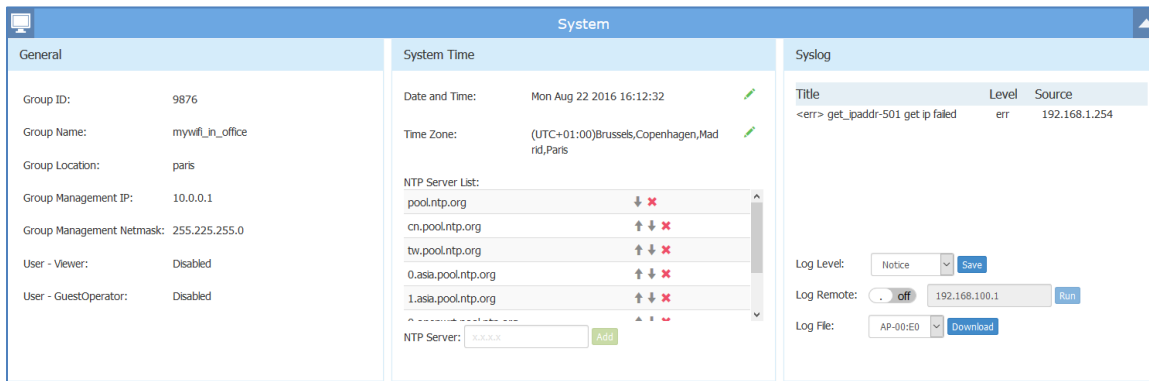 System
General
Group ID: 9876
Group Name: mywifi_in_office
Group Location: paris
Group Management IP: 10.0.0.1
Group Management Netmask: 255.225.255.0
User - Viewer: Disabled
User - GuestOperator: Disabled
System Time
Date and Time: Mon Aug 22 2016 16:12:32
Time Zone: (UTC+01:00)Brussels,Copenhagen,Mad
rid,Paris
NTP Server List:
pool.ntp.org
cn.pool.ntp.org
tw.pool.ntp.org
0.asia.pool.ntp.org
1.asia.pool.ntp.org
NTP Server: x.x.x.x Add
Syslog
Title Level Source
<err> get_ipaddr-501 get ip failed err 192.168.1.254
Log Level: Notice Save
Log Remote: off 192.168.100.1 Run
Log File: AP-00:E0 Download